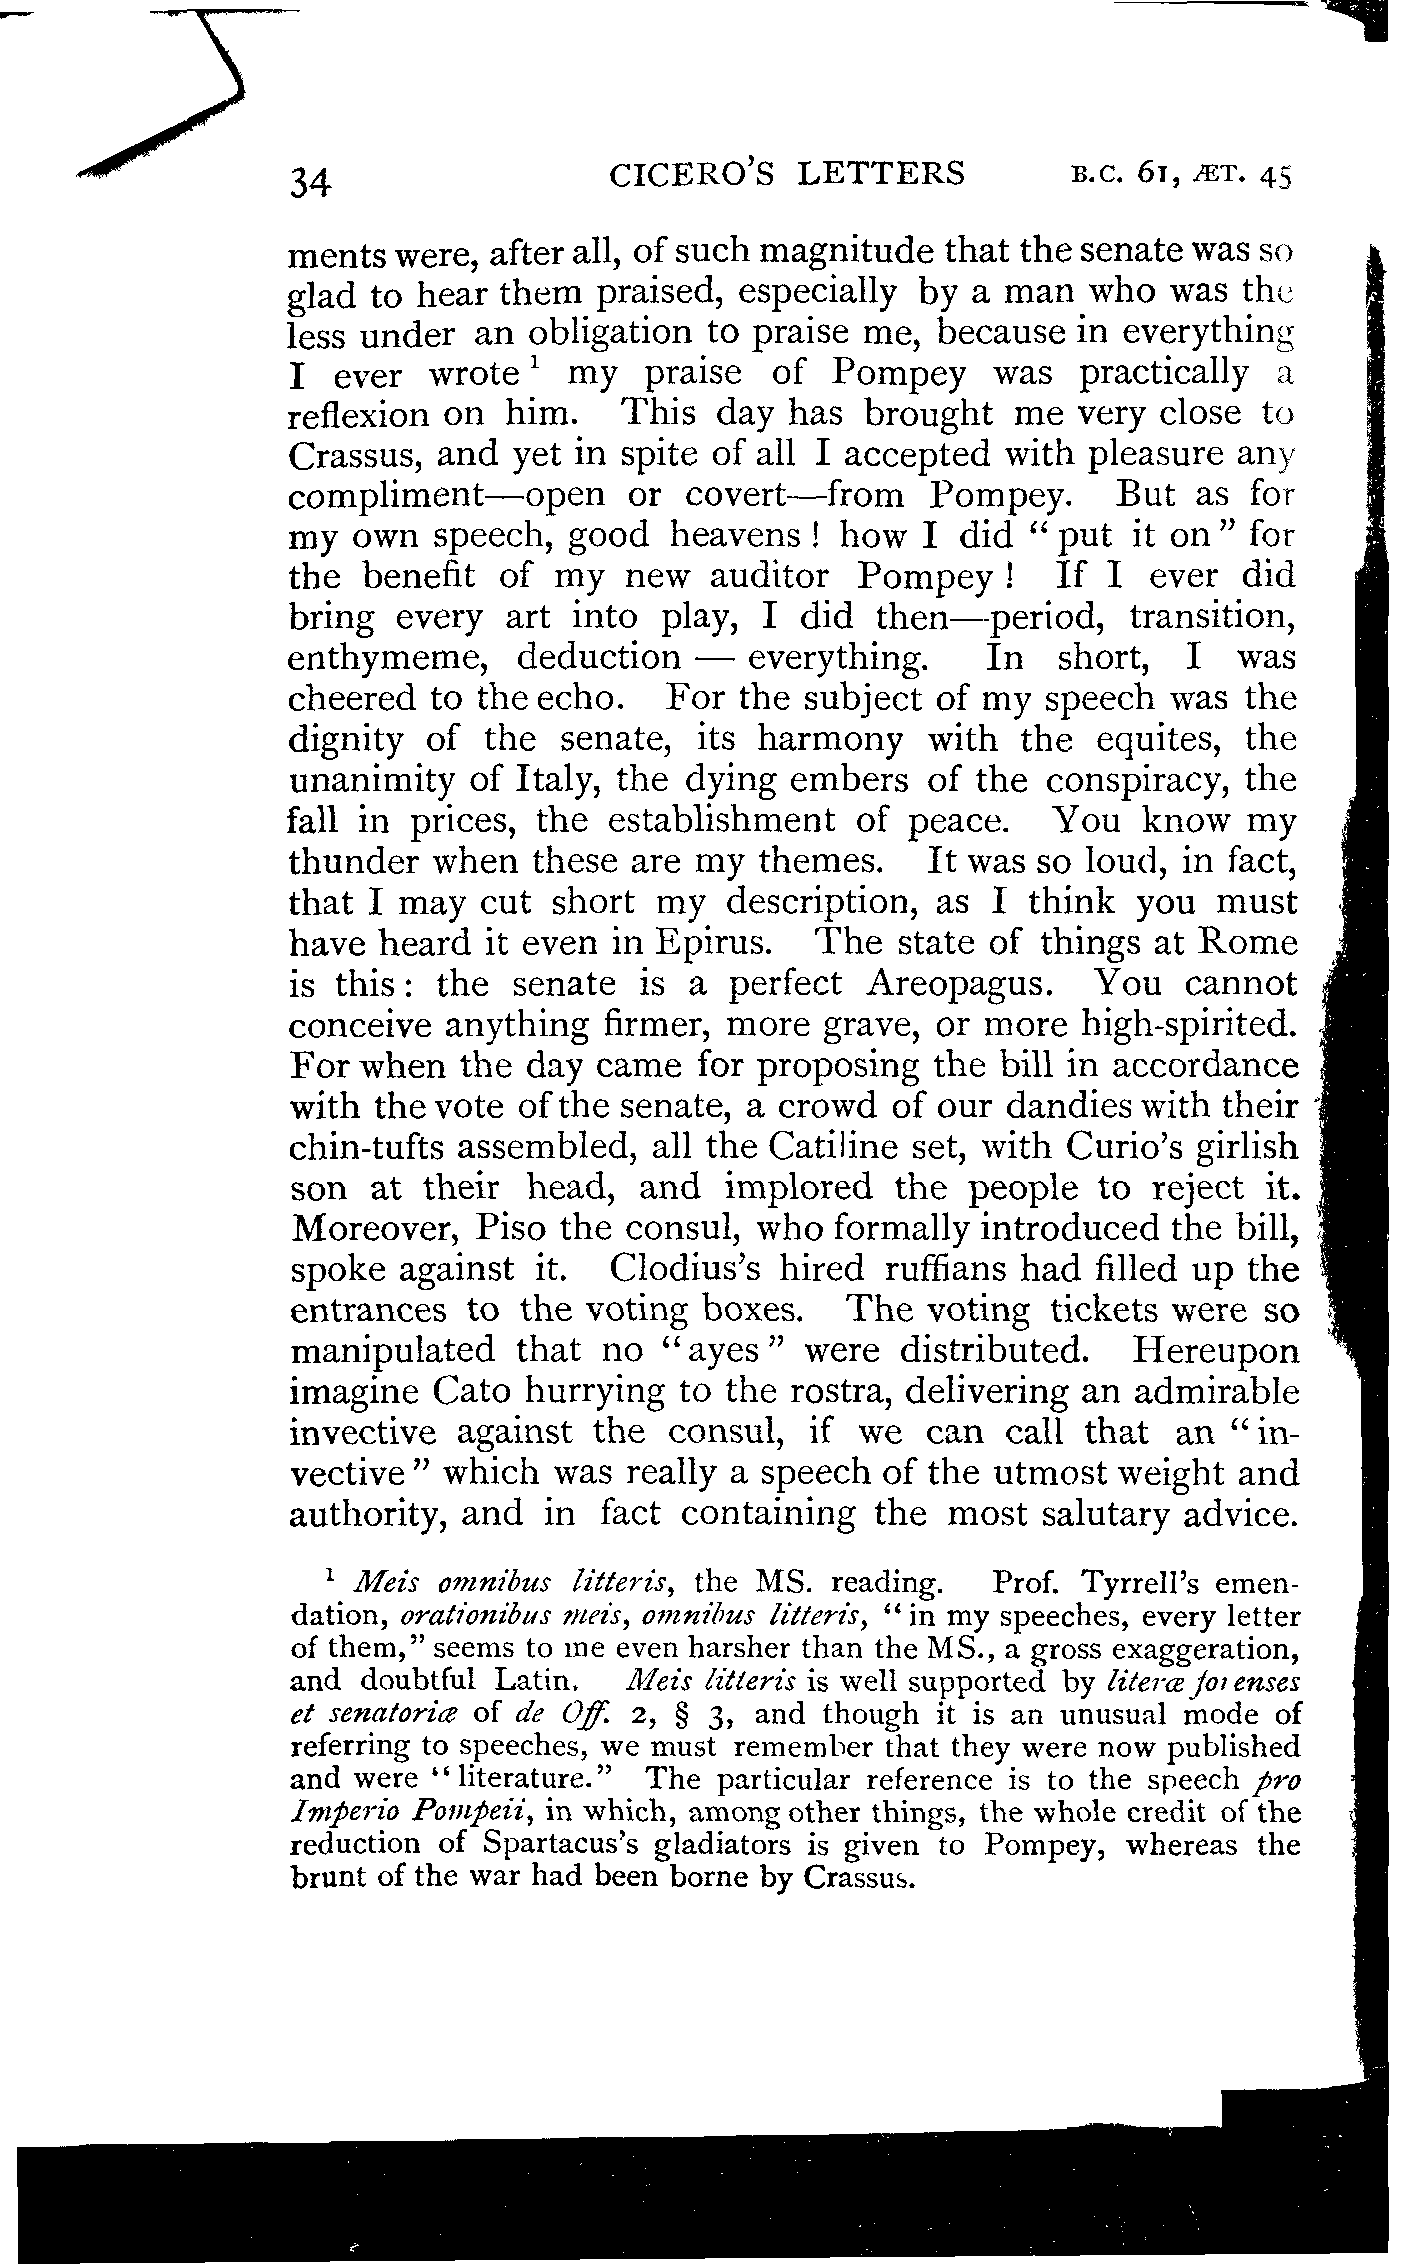 34 CICERO'S LETTERS B.C. 61, ÆT. 45
ments were, after all, of such magnitude that the senate was so
glad to hear them praised, especially by a man who was the
less under an obligation to praise me, because in everything
I ever wrote ¹ my praise of Pompey was practically a
reflexion on him. This day has brought me very close to
Crassus, and yet in spite of all I accepted with pleasure any
compliment—open or covert—from Pompey. But as for
my own speech, good heavens ! how I did “ put it on ” for
the benefit of my new auditor Pompey ! If I ever did
bring every art into play, I did then—period, transition,
enthymeme, deduction — everything. In short, I was
cheered to the echo. For the subject of my speech was the
dignity of the senate, its harmony with the equites, the
unanimity of Italy, the dying embers of the conspiracy, the
fall in prices, the establishment of peace. You know my
thunder when these are my themes. It was so loud, in fact,
that I may cut short my description, as I think you must
have heard it even in Epirus. The state of things at Rome
is this : the senate is a perfect Areopagus. You cannot
conceive anything firmer, more grave, or more high-spirited.
For when the day came for proposing the bill in accordance
with the vote of the senate, a crowd of our dandies with their
chin-tufts assembled, all the Catiline set, with Curio's girlish
son at their head, and implored the people to reject it.
Moreover, Piso the consul, who formally introduced the bill,
spoke against it. Clodius's hired ruffians had filled up the
entrances to the voting boxes. The voting tickets were so
manipulated that no “ ayes ” were distributed. Hereupon
imagine Cato hurrying to the rostra, delivering an admirable
invective against the consul, if we can call that an “ in-
vective ” which was really a speech of the utmost weight and
authority, and in fact containing the most salutary advice.
¹ Meis omnibus litteris, the MS. reading. Prof. Tyrrell's emen-
dation, orationibus meis, omnibus litteris, “ in my speeches, every letter
of them,” seems to me even harsher than the MS., a gross exaggeration,
and doubtful Latin. Meis litteris is well supported by literæ forenses
et senatoriæ of de Off. 2, § 3, and though it is an unusual mode of
referring to speeches, we must remember that they were now published
and were “ literature.” The particular reference is to the speech pro
Imperio Pompeii, in which, among other things, the whole credit of the
reduction of Spartacus's gladiators is given to Pompey, whereas the
brunt of the war had been borne by Crassus.